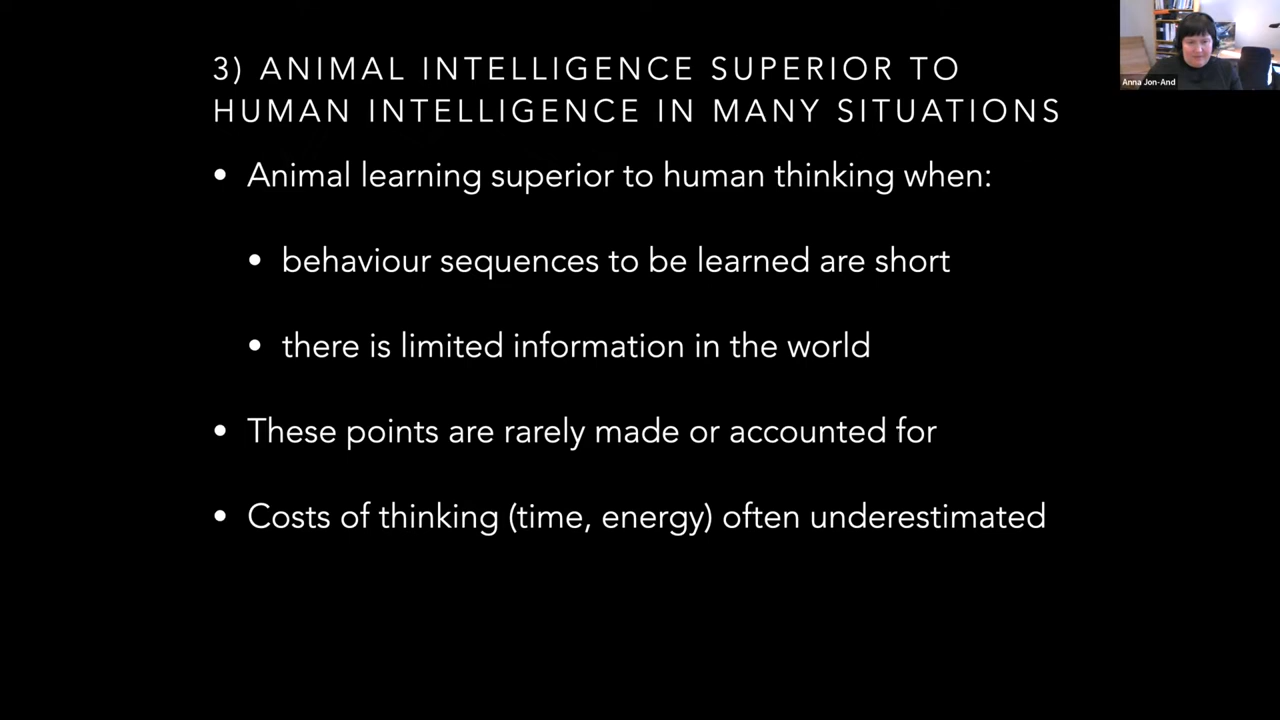 3) ANIMAL INTELLIGENCE SUPERIOR TO
HUMAN INTELLIGENCE IN MANY SITUATIONS
• Animal learning superior to human thinking when:
• behaviour sequences to be learned are short
• there is limited information in the world
• These points are rarely made or accounted for
• Costs of thinking (time, energy) often underestimated
Anna Jon-And